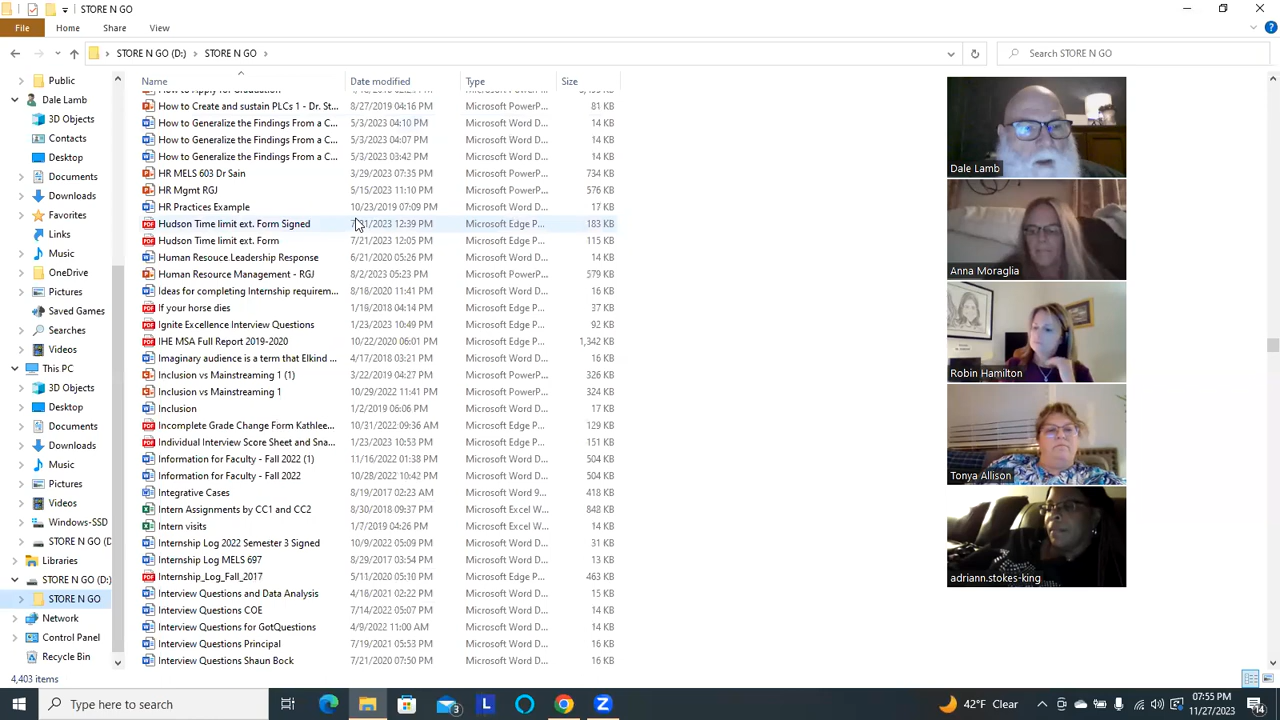 STORE N GO
File Home Share View
STORE N GO (D:) STORE N GO Search STORE N GO
Name Date modified Type Size
Public
Dale Lamb
3D Objects
Contacts
Desktop
Documents
Downloads
Favorites
Links
Music
OneDrive
Pictures
Saved Games
Searches
Videos
This PC
3D Objects
Desktop
Documents
Downloads
Music
Pictures
Videos
Windows-SSD
STORE N GO (D
Libraries
STORE N GO (D:)
STORE N GO
Network
Control Panel
Recycle Bin
How to Create and sustain PLCs 1 - Dr. St... 8/27/2019 04:16 PM Microsoft PowerP... 81 KB
How to Generalize the Findings From a C... 5/3/2023 04:10 PM Microsoft Word D... 14 KB
How to Generalize the Findings From a C... 5/3/2023 04:07 PM Microsoft Word D... 14 KB
How to Generalize the Findings From a C... 5/3/2023 03:42 PM Microsoft Word D... 14 KB
HR MELS 603 Dr Sain 3/29/2023 07:35 PM Microsoft PowerP... 734 KB
HR Mgmt RGJ 5/15/2023 11:10 PM Microsoft PowerP... 576 KB
HR Practices Example 10/23/2019 07:09 PM Microsoft Word D... 17 KB
Hudson Time limit ext. Form Signed 12:39 PM Microsoft Edge P... 183 KB
Hudson Time limit ext. Form 7/21/2023 12:05 PM Microsoft Edge P... 115 KB
Human Resouce Leadership Response 6/21/2020 05:26 PM Microsoft Word D... 14 KB
Human Resource Management - RGJ 8/2/2023 05:23 PM Microsoft PowerP... 579 KB
Ideas for completing Internship requirem... 8/18/2020 11:41 PM Microsoft Word D... 16 KB
If your horse dies 1/19/2018 04:14 PM Microsoft Edge P... 37 KB
Ignite Excellence Interview Questions 1/23/2023 10:49 PM Microsoft Edge P... 92 KB
IHE MSA Full Report 2019-2020 10/22/2020 06:01 PM Microsoft Edge P... 1,342 KB
Imaginary audience is a term that Elkind ... 4/17/2018 03:21 PM Microsoft Word D... 16 KB
Inclusion vs Mainstreaming 1 (1) 3/22/2019 04:27 PM Microsoft PowerP... 326 KB
Inclusion vs Mainstreaming 1 10/29/2022 11:41 PM Microsoft PowerP... 324 KB
Inclusion 1/2/2019 06:06 PM Microsoft Word D... 17 KB
Incomplete Grade Change Form Kathlee... 10/31/2022 09:36 AM Microsoft Edge P... 129 KB
Individual Interview Score Sheet and Sna... 1/23/2023 10:53 PM Microsoft Edge P... 151 KB
Information for Faculty - Fall 2022 (1) 11/16/2022 01:38 PM Microsoft Word D... 504 KB
Information for Faculty - Fall 2022 10/28/2022 10:42 PM Microsoft Word D... 504 KB
Integrative Cases 8/19/2017 02:23 AM Microsoft Word 9... 418 KB
Intern Assignments by CC1 and CC2 8/30/2018 09:37 PM Microsoft Excel W... 848 KB
Intern visits 1/7/2019 04:26 PM Microsoft Excel W... 14 KB
Internship Log 2022 Semester 3 Signed 10/9/2022 05:09 PM Microsoft Word D... 31 KB
Internship Log MELS 697 8/29/2017 03:54 PM Microsoft Word D... 13 KB
Internship_Log_Fall_2017 5/11/2020 05:10 PM Microsoft Edge P... 463 KB
Interview Questions and Data Analysis 4/18/2021 02:22 PM Microsoft Word D... 15 KB
Interview Questions COE 7/14/2022 05:07 PM Microsoft Word D... 14 KB
Interview Questions for GotQuestions 4/9/2022 11:00 AM Microsoft Word D... 14 KB
Interview Questions Principal 7/19/2021 05:53 PM Microsoft Word D... 16 KB
Interview Questions Shaun Bock 7/21/2020 07:50 PM Microsoft Word D... 16 KB
Dale Lamb
Anna Moraglia
Robin Hamilton
Tonya Allison
adriann.stokes-king
4,403 items
Type here to search 3 42°F Clear 07:55 PM
11/27/2023 14